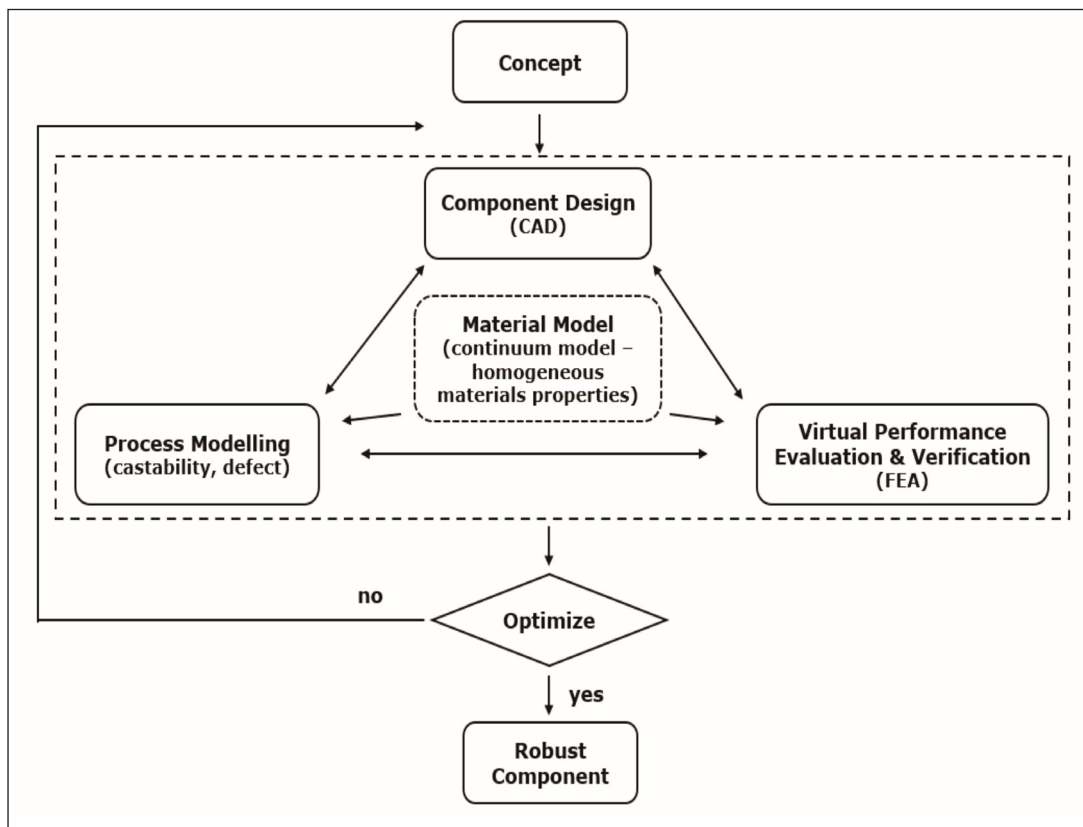 Concept
Component Design
(CAD)
Material Model
(continuum model –
homogeneous
materials properties)
Process Modelling
(castability, defect)
Virtual Performance
Evaluation & Verification
(FEA)
no
Optimize
yes
Robust
Component